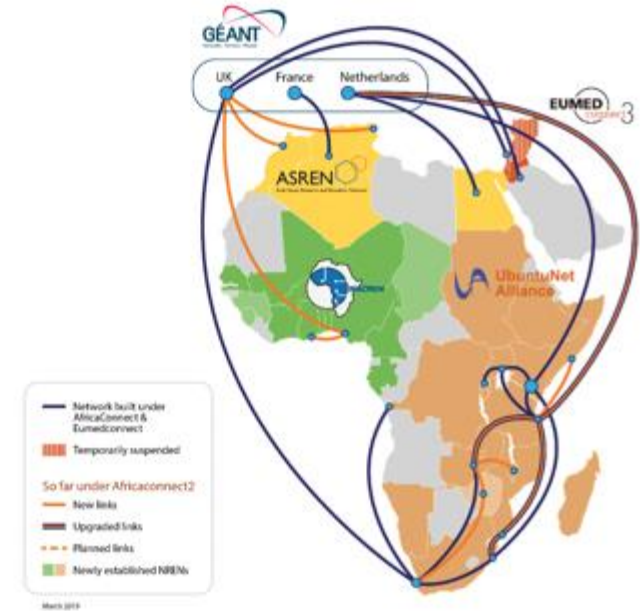 GÉANT
UK
France
Netherlands
EUMED
connect3
ASREN
UbuntuNet
Alliance
Network built under
AfricaConnect &
Eumedconnect
Temporarily suspended
So far under Africaconnect2
New links
Upgraded links
Planned links
Newly established NRENs
March 2019